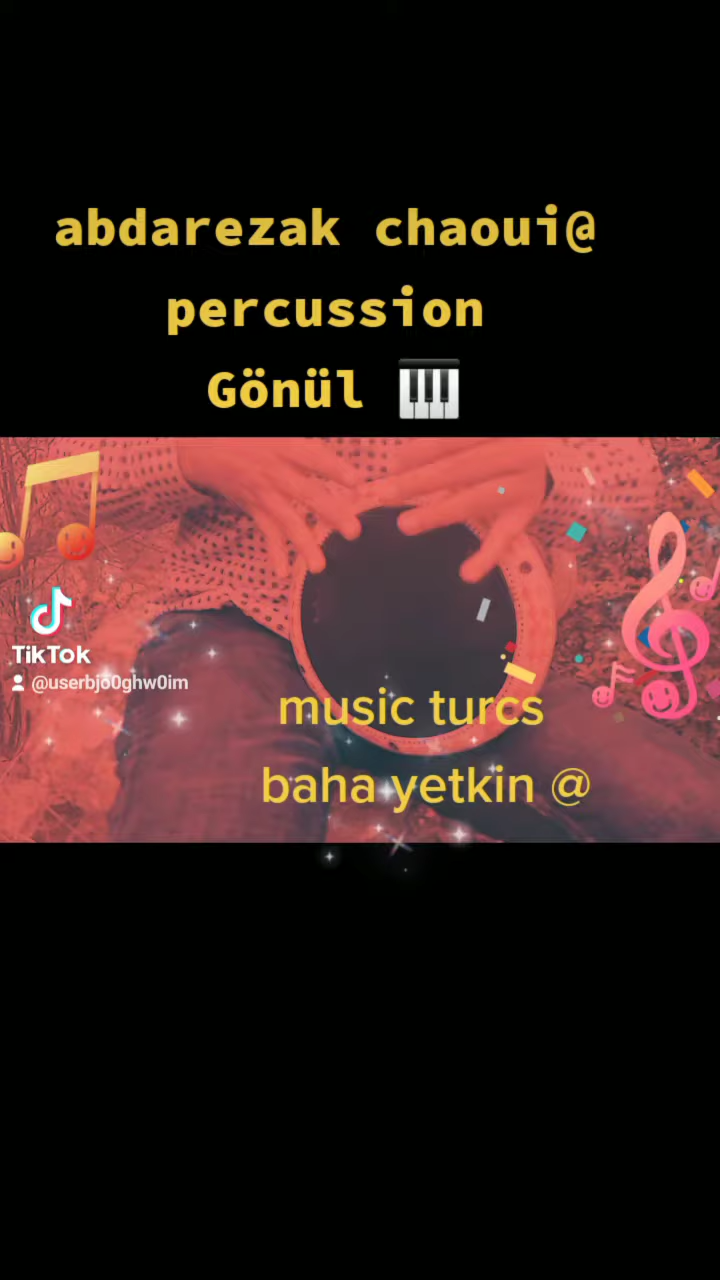 abdarezak chaoui@
percussion
Gönül 🎹
TikTok
@userbjo0ghw0im
music turcs
baha yetkin @